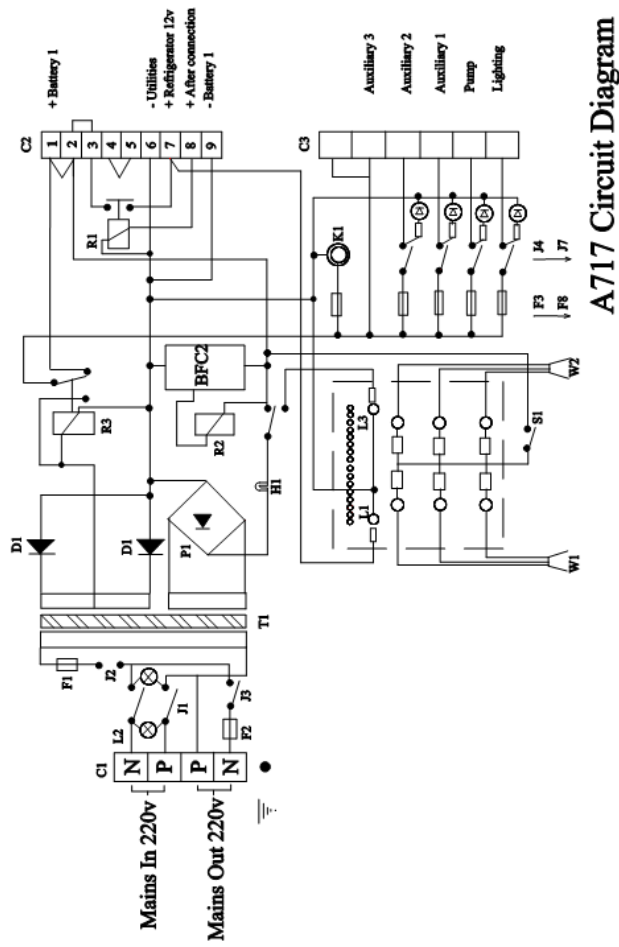 A717 Circuit Diagram
Mains In 220v
Mains Out 220v
C1
N
P
P
N
L2
J1
J2
J3
F1
F2
T1
D1
D1
P1
H1
R3
R2
BFC2
R1
C2
1
2
3
4
5
6
7
8
9
+ Battery 1
- Utilities
+ Refrigerator 12v
+ After connection
- Battery 1
C3
K1
Auxiliary 3
Auxiliary 2
Auxiliary 1
Pump
Lighting
F3
F8
J4
J7
L1
L3
S1
W1
W2